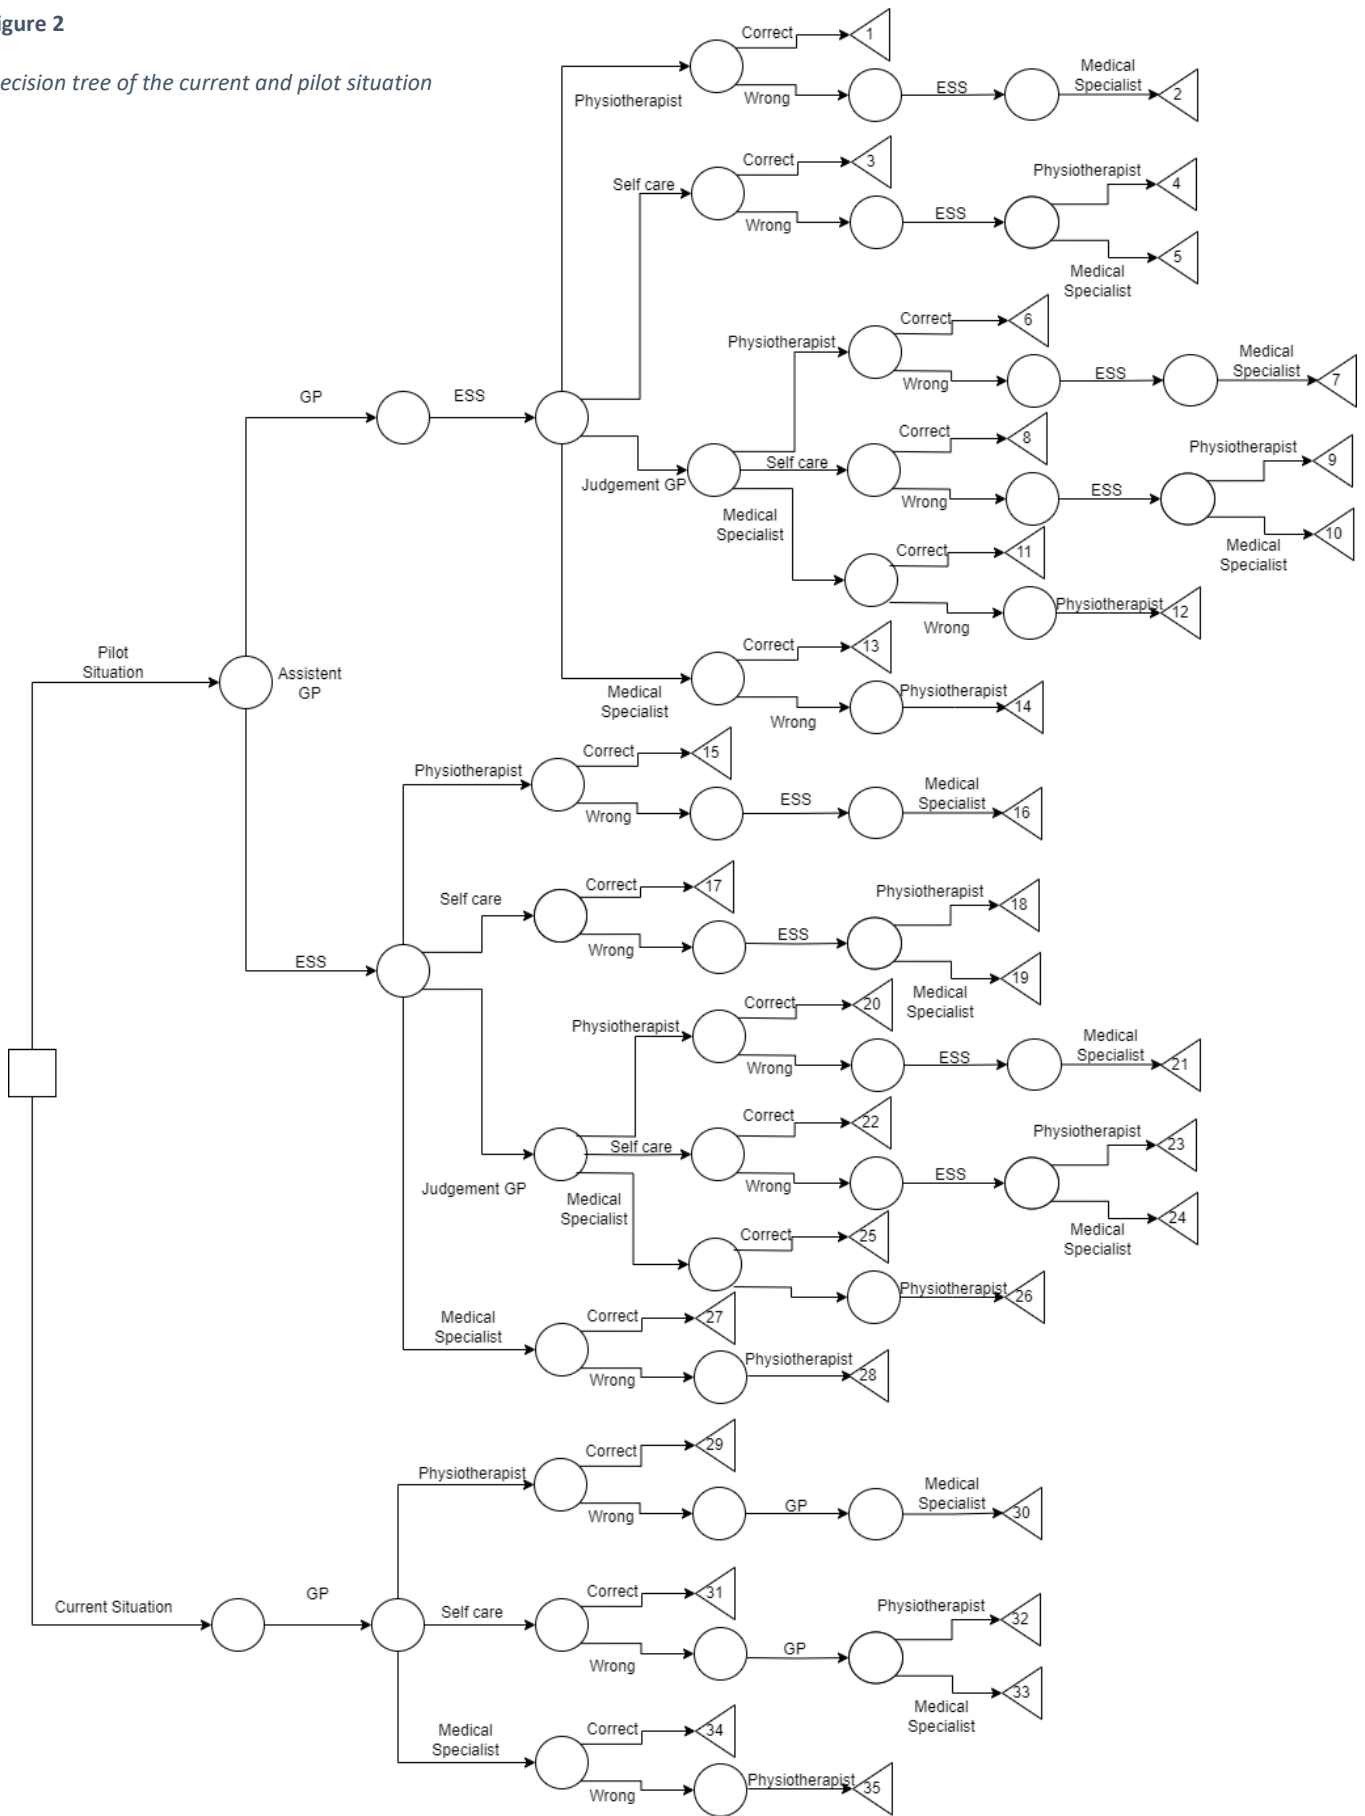 igure 2
ecision tree of the current and pilot situation
Correct
1
Physiotherapist
Wrong
ESS
Medical
Specialist
2
Correct
3
Self care
Wrong
ESS
Physiotherapist
4
5
Medical
Specialist
Correct
6
Physiotherapist
Wrong
ESS
Medical
Specialist
7
GP
ESS
Correct
8
Self care
Judgement GP
Wrong
ESS
Physiotherapist
9
10
Medical
Specialist
Medical
Specialist
Correct
11
Wrong
Physiotherapist
12
Pilot
Situation
Assistent
GP
Correct
13
Medical
Specialist
Wrong
Physiotherapist
14
Correct
15
Physiotherapist
Wrong
ESS
Medical
Specialist
16
Correct
17
Self care
Wrong
ESS
Physiotherapist
18
19
Medical
Specialist
ESS
Correct
20
Physiotherapist
Wrong
ESS
Medical
Specialist
21
Correct
22
Self care
Judgement GP
Wrong
ESS
Physiotherapist
23
24
Medical
Specialist
Medical
Specialist
Correct
25
Physiotherapist
26
Correct
27
Medical
Specialist
Wrong
Physiotherapist
28
Correct
29
Physiotherapist
Wrong
GP
Medical
Specialist
30
Current Situation
GP
Correct
31
Self care
Wrong
GP
Physiotherapist
32
33
Medical
Specialist
Correct
34
Medical
Specialist
Wrong
Physiotherapist
35